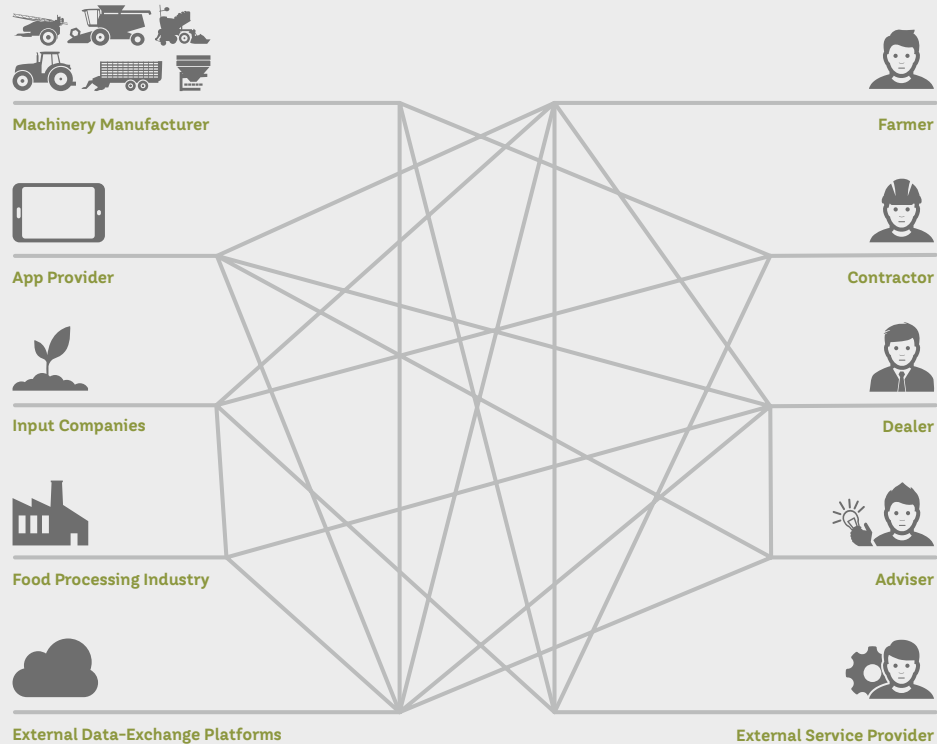 Machinery Manufacturer
Farmer
App Provider
Contractor
Input Companies
Dealer
Food Processing Industry
Adviser
External Data-Exchange Platforms
External Service Provider